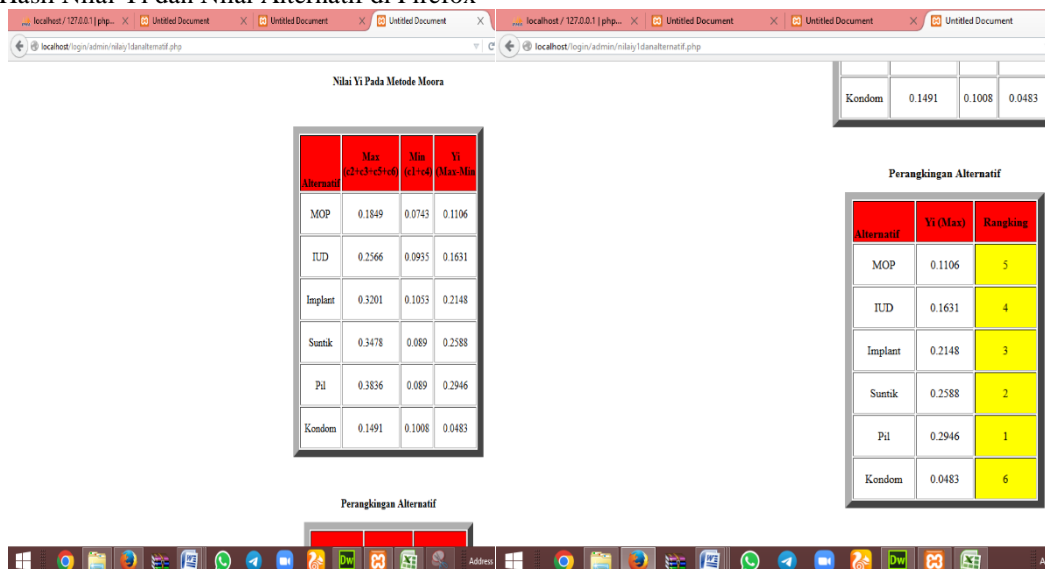 Hasil Nilai Yi dan Nilai Alternatif di Firefox
localhost / 127.0.0.1 | php... X Untitled Document X Untitled Document X Untitled Document X
localhost/login/admin/nilaiy1danalternatif.php
Nilai Yi Pada Metode Moora
Alternatif Max (c2+c3+c5+c6) Min (c1+c4) Yi (Max-Min
MOP 0.1849 0.0743 0.1106
IUD 0.2566 0.0935 0.1631
Implant 0.3201 0.1053 0.2148
Suntik 0.3478 0.089 0.2588
Pil 0.3836 0.089 0.2946
Kondom 0.1491 0.1008 0.0483
Perangkingan Alternatif
Address
localhost / 127.0.0.1 | php... X Untitled Document X Untitled Document X Untitled Document
localhost/login/admin/nilaiy1danalternatif.php
Kondom 0.1491 0.1008 0.0483
Perangkingan Alternatif
Alternatif Yi (Max) Rangking
MOP 0.1106 5
IUD 0.1631 4
Implant 0.2148 3
Suntik 0.2588 2
Pil 0.2946 1
Kondom 0.0483 6